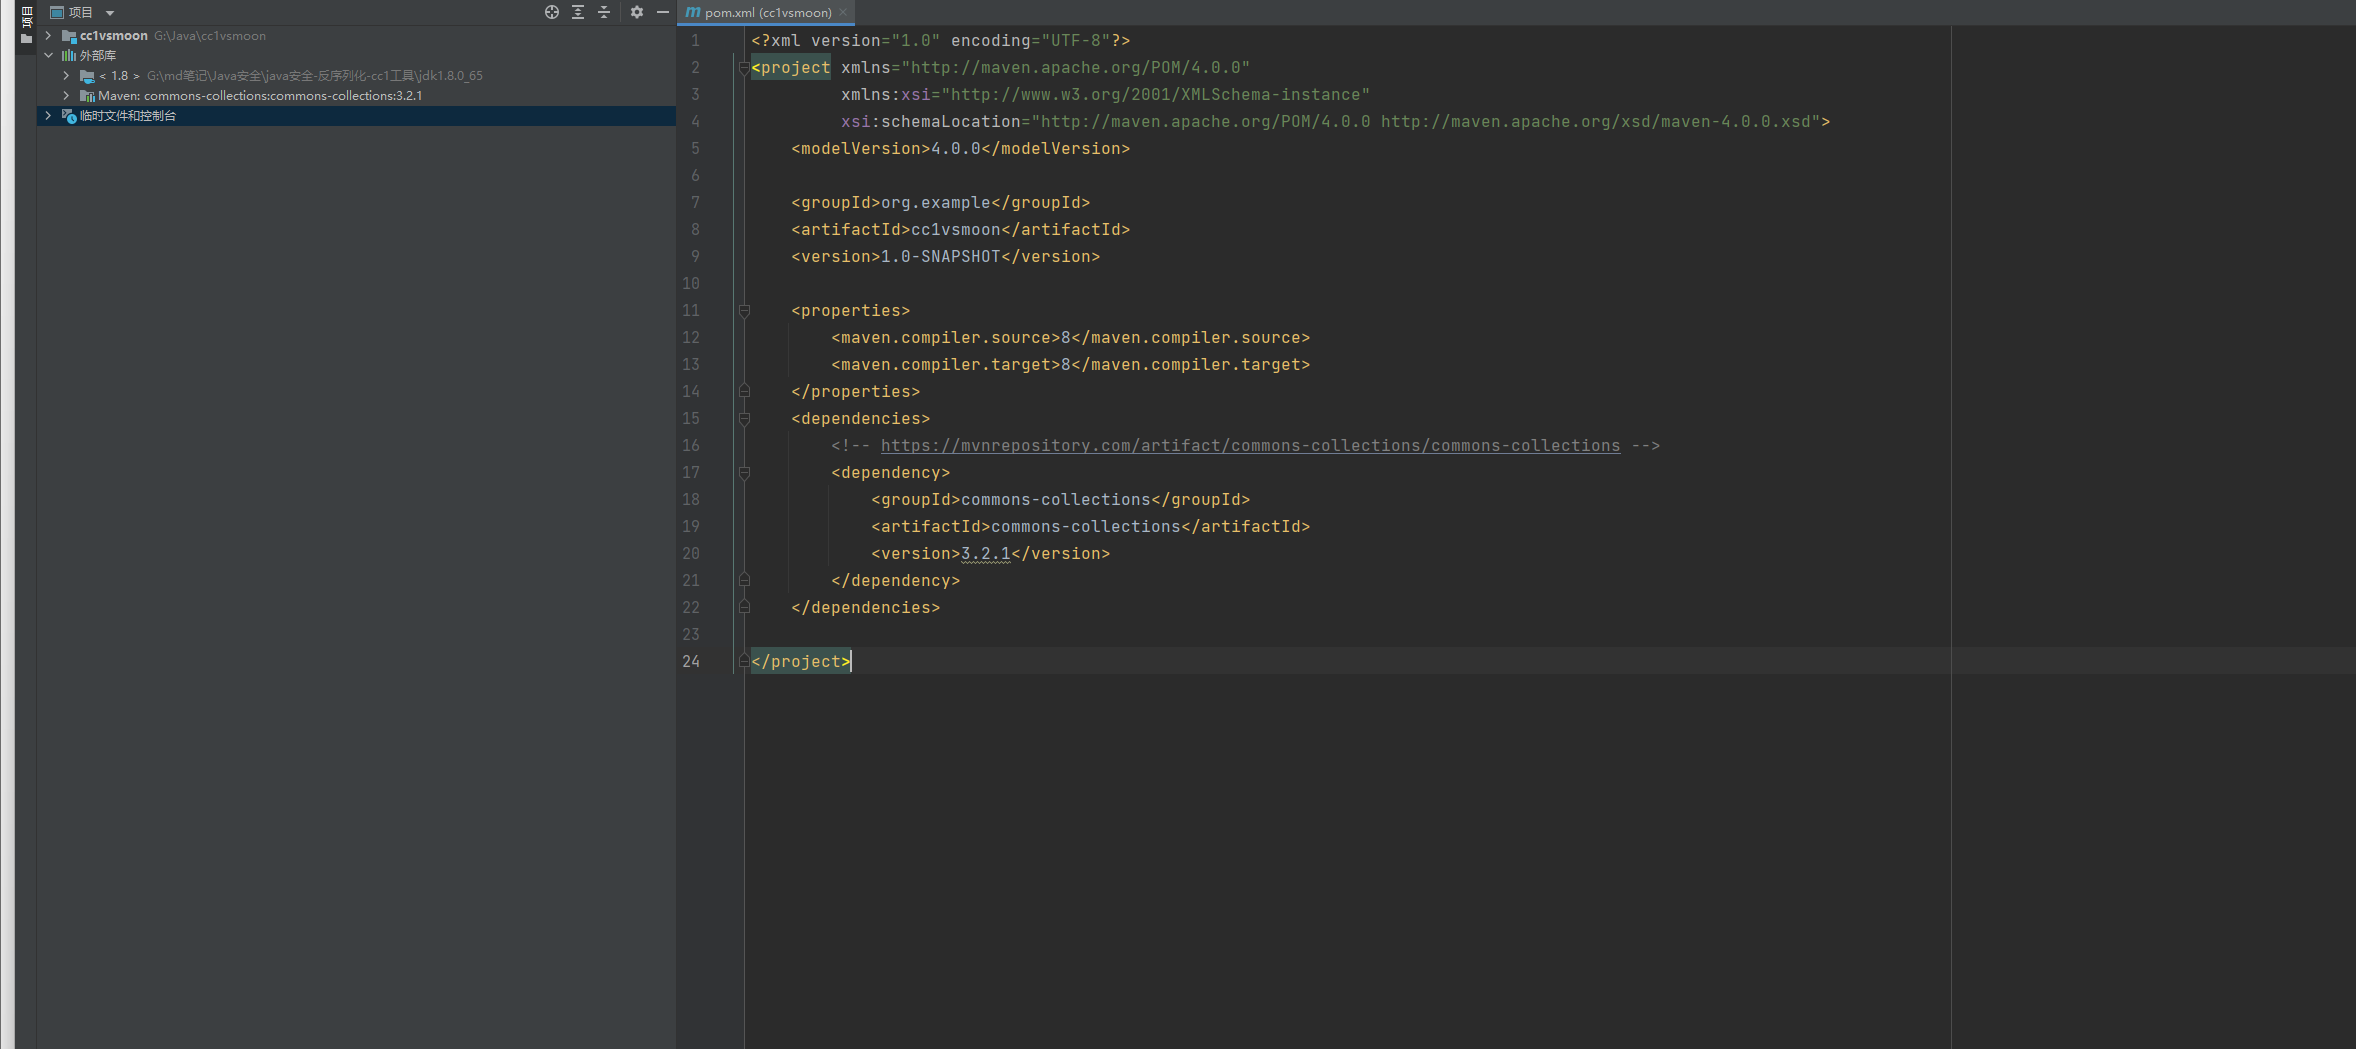 项目
项目
cc1vsmoon G:\Java\cc1vsmoon
外部库
< 1.8 > G:\md笔记\Java安全\java安全-反序列化-cc1工具\jdk1.8.0_65
Maven: commons-collections:commons-collections:3.2.1
临时文件和控制台
m pom.xml (cc1vsmoon)
1 <?xml version="1.0" encoding="UTF-8"?>
2 <project xmlns="http://maven.apache.org/POM/4.0.0"
3 xmlns:xsi="http://www.w3.org/2001/XMLSchema-instance"
4 xsi:schemaLocation="http://maven.apache.org/POM/4.0.0 http://maven.apache.org/xsd/maven-4.0.0.xsd">
5 <modelVersion>4.0.0</modelVersion>
6
7 <groupId>org.example</groupId>
8 <artifactId>cc1vsmoon</artifactId>
9 <version>1.0-SNAPSHOT</version>
10
11 <properties>
12 <maven.compiler.source>8</maven.compiler.source>
13 <maven.compiler.target>8</maven.compiler.target>
14 </properties>
15 <dependencies>
16 <!-- https://mvnrepository.com/artifact/commons-collections/commons-collections -->
17 <dependency>
18 <groupId>commons-collections</groupId>
19 <artifactId>commons-collections</artifactId>
20 <version>3.2.1</version>
21 </dependency>
22 </dependencies>
23
24 </project>